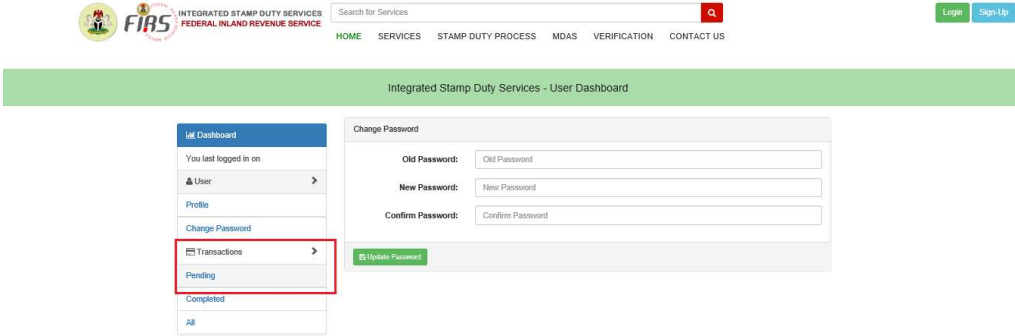 FIRS
INTEGRATED STAMP DUTY SERVICES
FEDERAL INLAND REVENUE SERVICE
Search for Services
Login
Sign-Up
HOME SERVICES STAMP DUTY PROCESS MDAS VERIFICATION CONTACT US
Integrated Stamp Duty Services - User Dashboard
Dashboard
You last logged in on
User
Profile
Change Password
Transactions
Pending
Completed
All
Change Password
Old Password: Old Password
New Password: New Password
Confirm Password: Confirm Password
Update Password